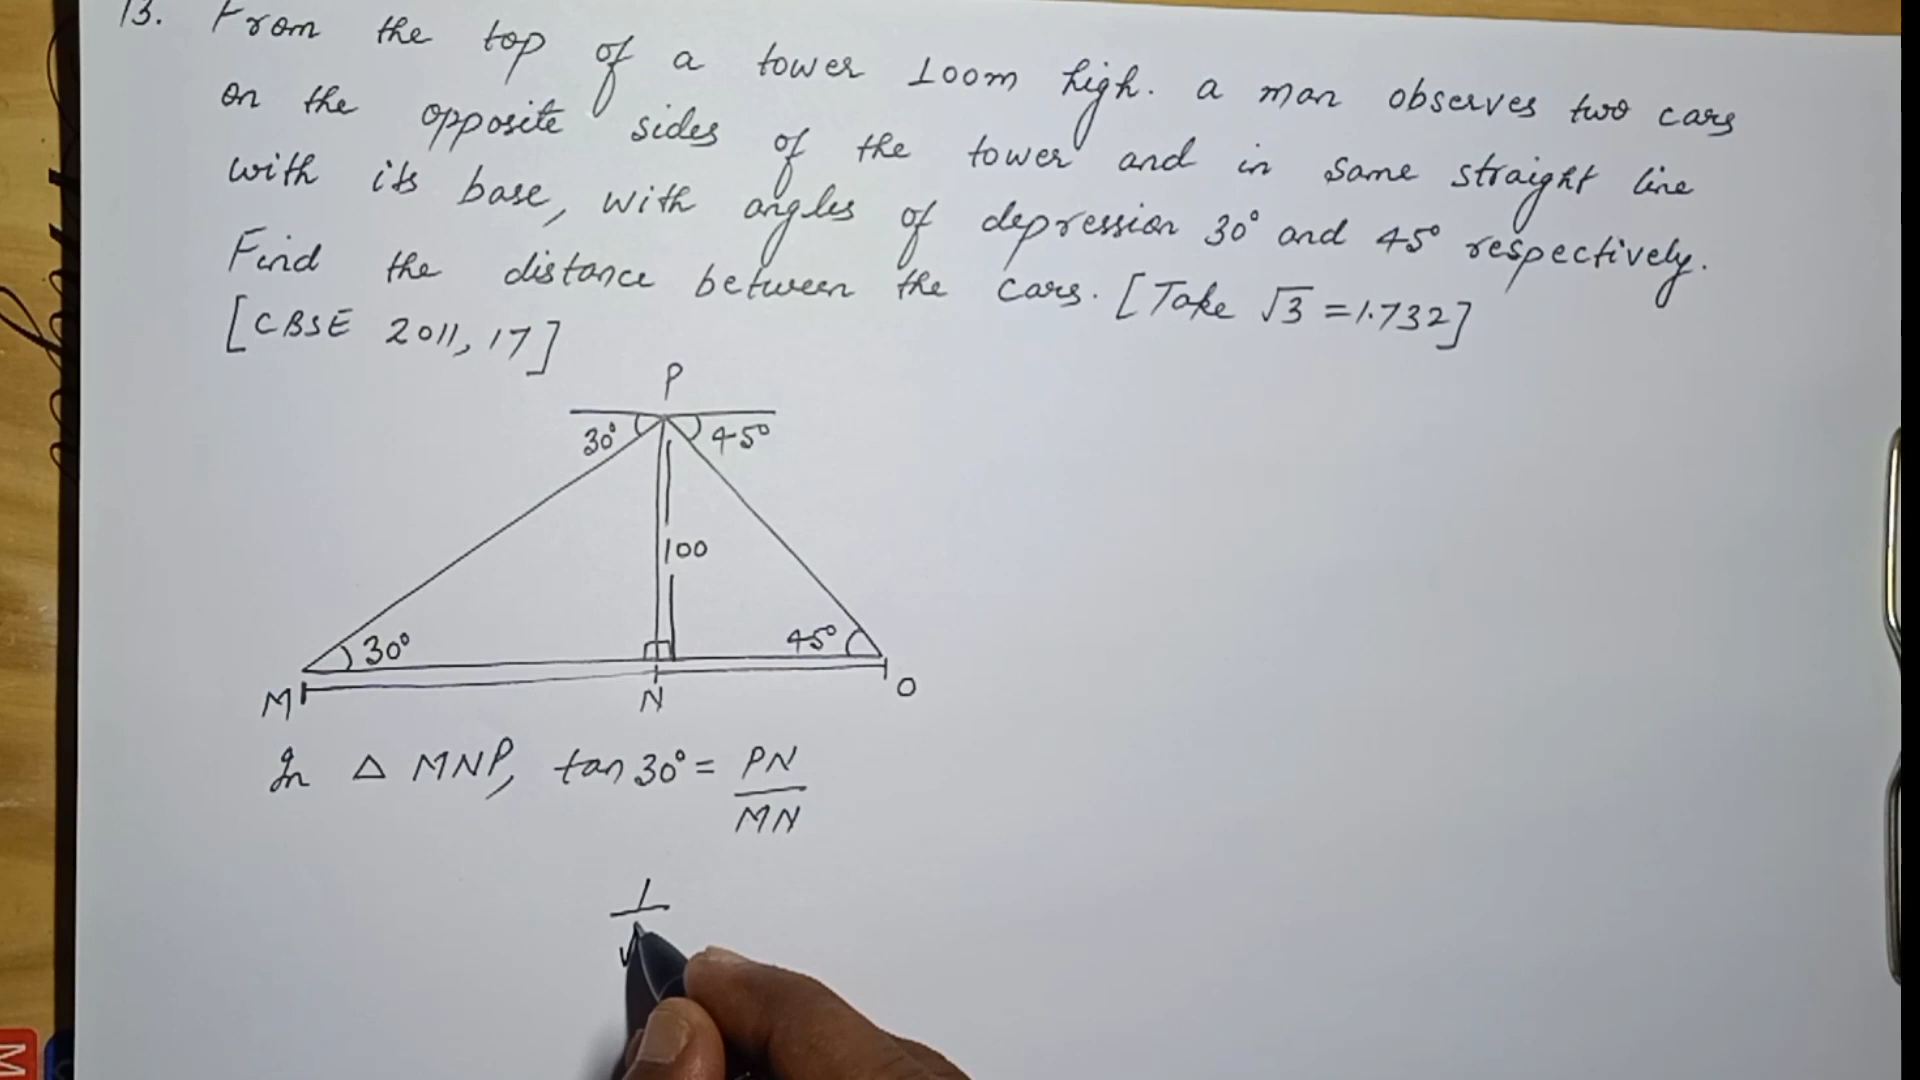 13. From the top of a tower 100m high. a man observes two cars
on the opposite sides of the tower and in same straight line
with its base, with angles of depression 30° and 45° respectively.
Find the distance between the cars. [Take √3 = 1.732]
[CBSE 2011, 17]
P
30° 45°
100
30° 45°
M N O
In △ MNP, tan 30° = PN
MN
1
√
M